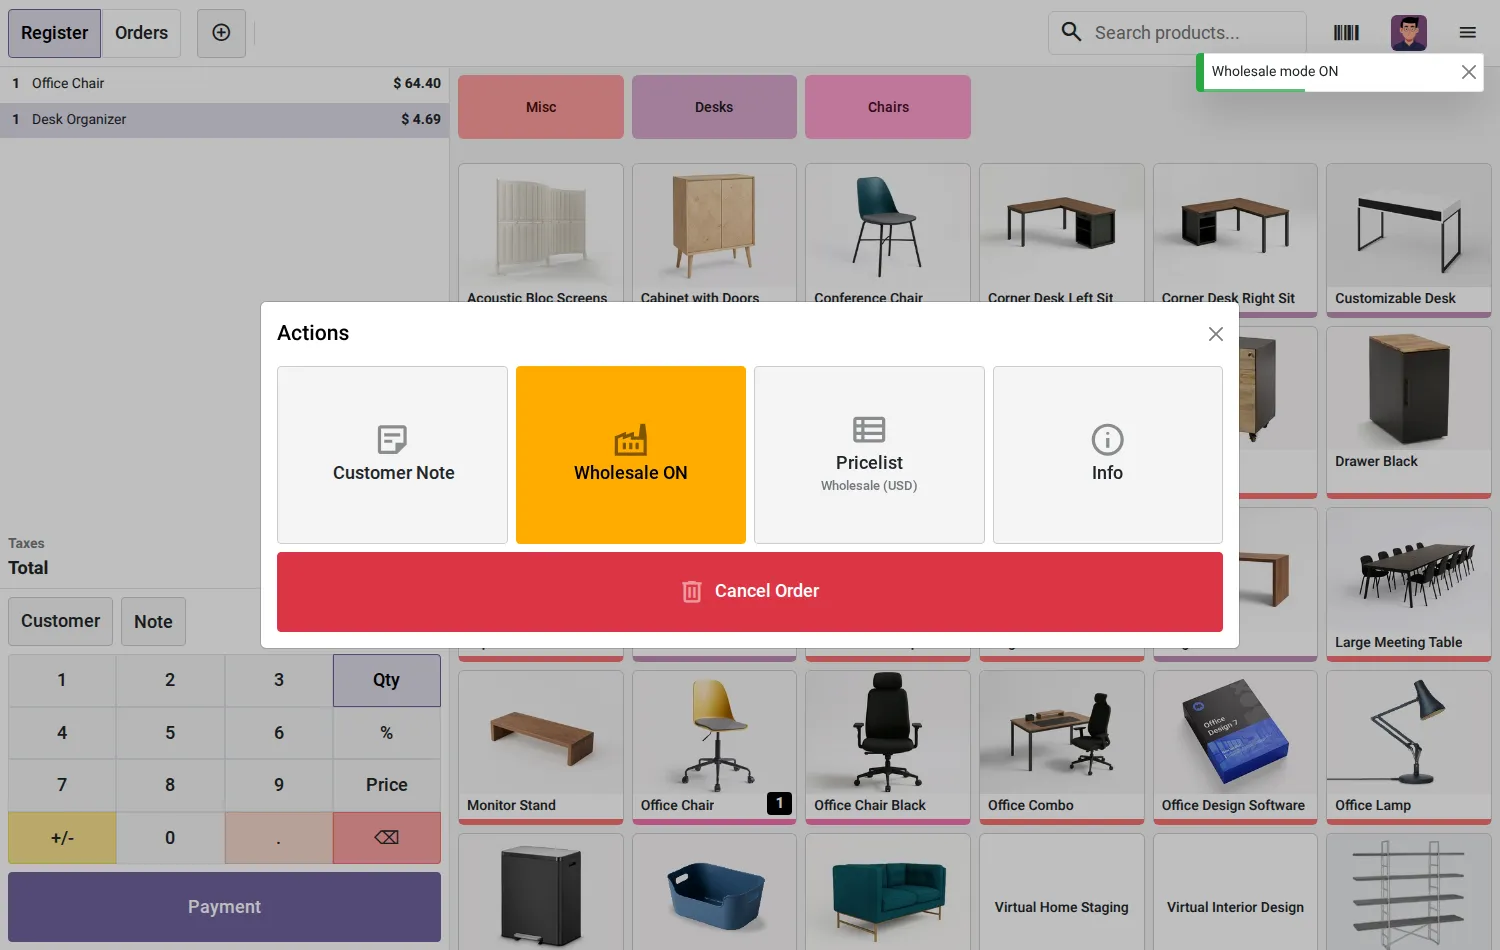 Register
Orders
Search products...
Wholesale mode ON
1 Office Chair $ 64.40
1 Desk Organizer $ 4.69
Misc
Desks
Chairs
Acoustic Bloc Screens
Cabinet with Doors
Conference Chair
Corner Desk Left Sit
Corner Desk Right Sit
Customizable Desk
Actions
Customer Note
Wholesale ON
Pricelist
Wholesale (USD)
Info
Cancel Order
Drawer Black
Large Meeting Table
Taxes
Total
Customer
Note
1 2 3 Qty
4 5 6 %
7 8 9 Price
+/- 0 .
Payment
Monitor Stand
Office Chair
1
Office Chair Black
Office Combo
Office
Design 7
Office Design Software
Office Lamp
Virtual Home Staging
Virtual Interior Design